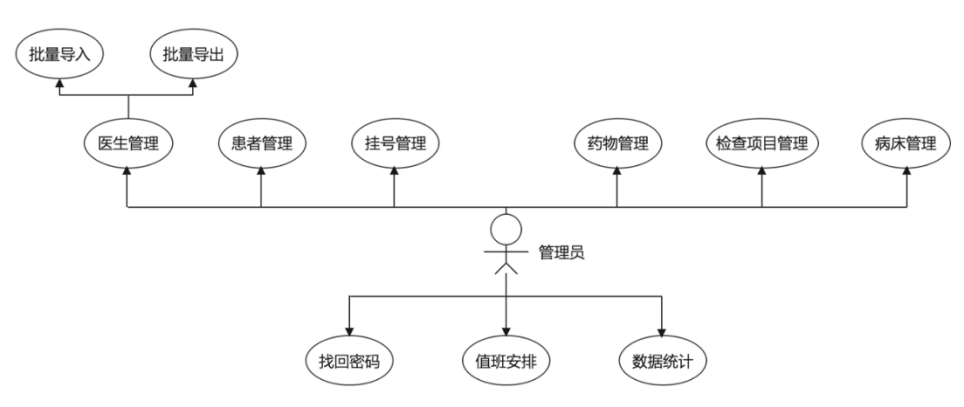 批量导入
批量导出
医生管理
患者管理
挂号管理
药物管理
检查项目管理
病床管理
管理员
找回密码
值班安排
数据统计